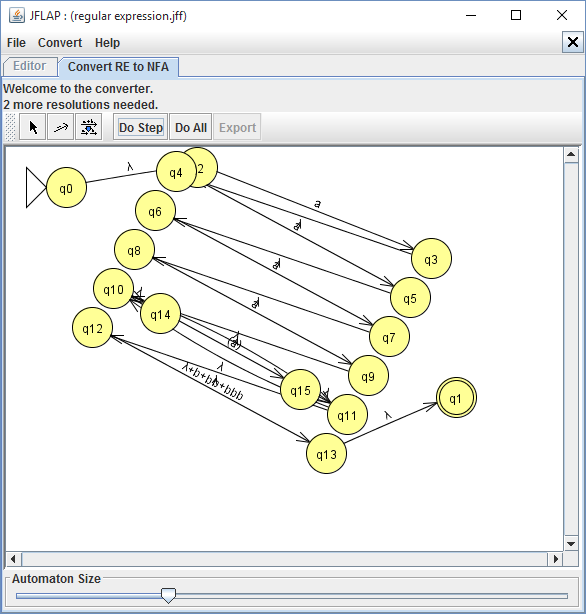 JFLAP : (regular expression.jff)
File Convert Help
Editor Convert RE to NFA
Welcome to the converter.
2 more resolutions needed.
Do Step Do All Export
q0 λ q4 2
q6 a
q8 a q3
q10 a q5
q14 a q7
q12 q9
λ
λ+b+bb+bbb q15 q1
q11 λ
q13
Automaton Size